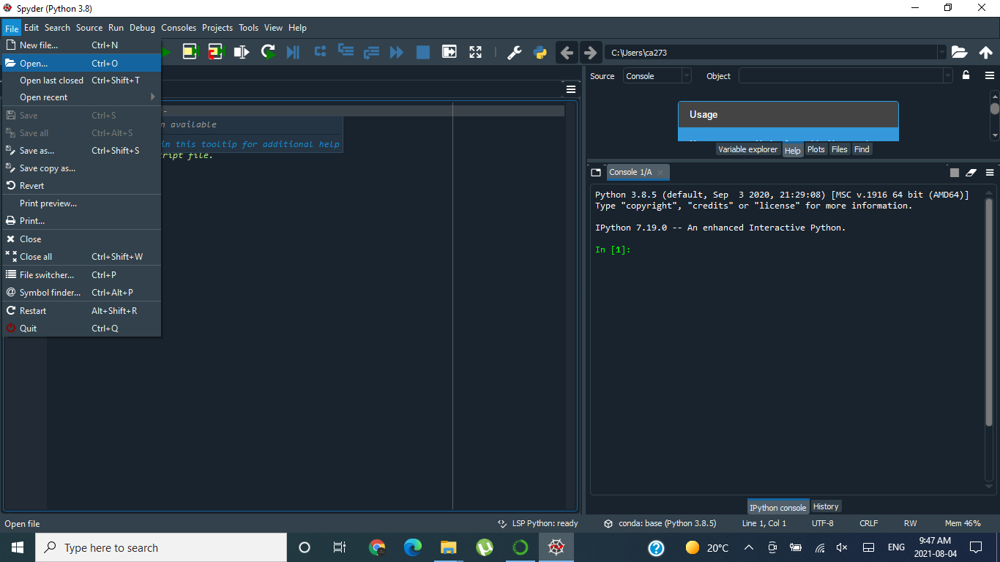 Spyder (Python 3.8)
File Edit Search Source Run Debug Consoles Projects Tools View Help
New file... Ctrl+N
Open... Ctrl+O
Open last closed Ctrl+Shift+T
Open recent
Save Ctrl+S
Save all Ctrl+Alt+S
Save as... Ctrl+Shift+S
Save copy as...
Revert
Print preview...
Print...
Close
Close all Ctrl+Shift+W
File switcher... Ctrl+P
Symbol finder... Ctrl+Alt+P
Restart Alt+Shift+R
Quit Ctrl+Q
available
in this tooltip for additional help
file.
C:\Users\ca273
Source Console Object
Usage
Variable explorer Help Plots Files Find
Console 1/A
Python 3.8.5 (default, Sep 3 2020, 21:29:08) [MSC v.1916 64 bit (AMD64)]
Type "copyright", "credits" or "license" for more information.
IPython 7.19.0 -- An enhanced Interactive Python.
In [1]:
IPython console History
Open file LSP Python: ready conda: base (Python 3.8.5) Line 1, Col 1 UTF-8 CRLF RW Mem 46%
Type here to search
20°C
ENG
9:47 AM
2021-08-04